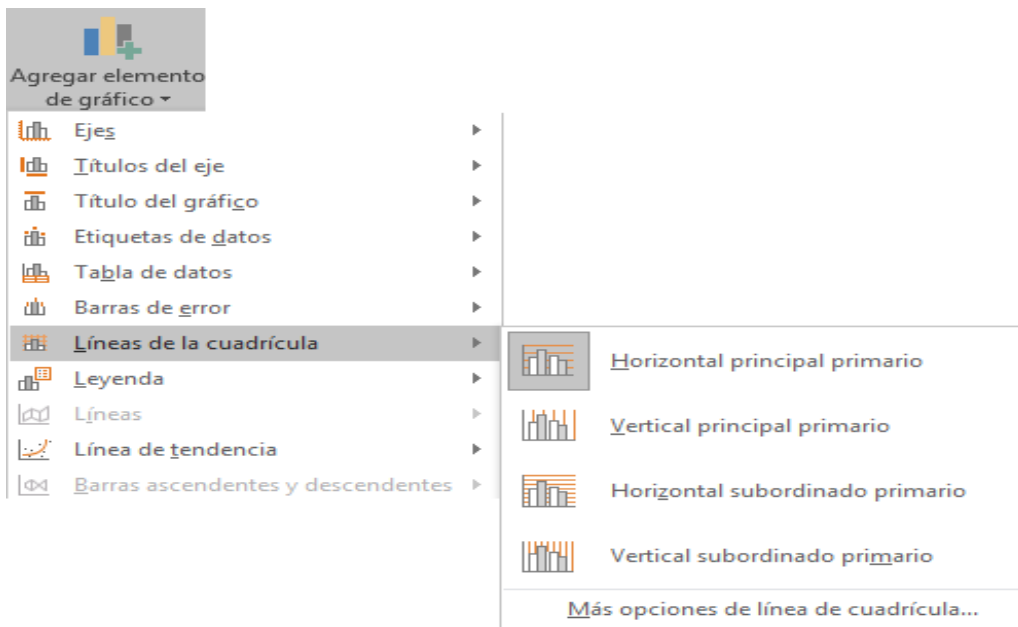 Agregar elemento
de gráfico
Ejes
Títulos del eje
Título del gráfico
Etiquetas de datos
Tabla de datos
Barras de error
Líneas de la cuadrícula
Leyenda
Líneas
Línea de tendencia
Barras ascendentes y descendentes
Horizontal principal primario
Vertical principal primario
Horizontal subordinado primario
Vertical subordinado primario
Más opciones de línea de cuadrícula...